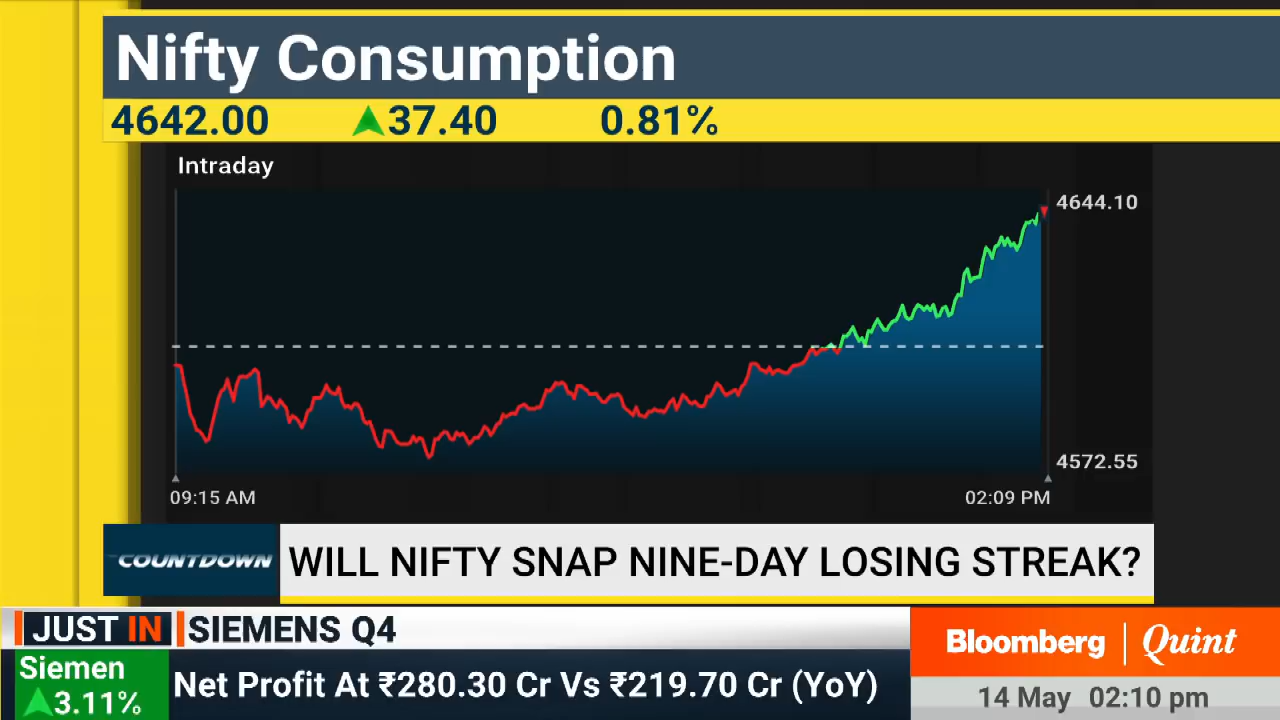 Nifty Consumption
4642.00 37.40 0.81%
Intraday
4644.10
4572.55
09:15 AM 02:09 PM
COUNTDOWN
WILL NIFTY SNAP NINE-DAY LOSING STREAK?
JUST IN SIEMENS Q4
Siemen
3.11%
Net Profit At ₹280.30 Cr Vs ₹219.70 Cr (YoY)
Bloomberg | Quint
14 May 02:10 pm